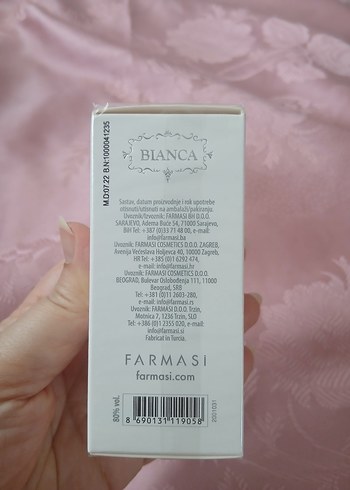 M.D:07.22 B.N:1000041235
BIANCA
Sastav, datum proizvodnje i rok upotrebe
otisnuti/utisnuti na ambalaži/pakiranju.
Uvoznik/Izvoznik: FARMASI BH D.O.O.
SARAJEVO, Adema Buće 54, 71000 Sarajevo,
BIH Tel: +387 (0)33 71 48 00, e-mail:
info@farmasi.ba
Uvoznik: FARMASI COSMETICS D.O.O. ZAGREB,
Avenija Većeslava Holjevca 40, 10000 Zagreb,
HR Tel: +385 (0)1 6292 474,
e-mail: info@farmasi.hr
Uvoznik: FARMASI COSMETICS D.O.O.
BEOGRAD, Bulevar Oslobođenja 111, 11000
Beograd, SRB
Tel: +381 (0)11 2603-280,
e-mail: info@farmasi.rs
Uvoznik: FARMASI D.O.O. Trzin,
Motnica 7, 1236 Trzin, SLO
Tel: +386 (0)1 2355 020, e-mail:
info@farmasi.si
Fabricat in Turcia.
FARMASI
farmasi.com
80% vol.
8 690131 119058